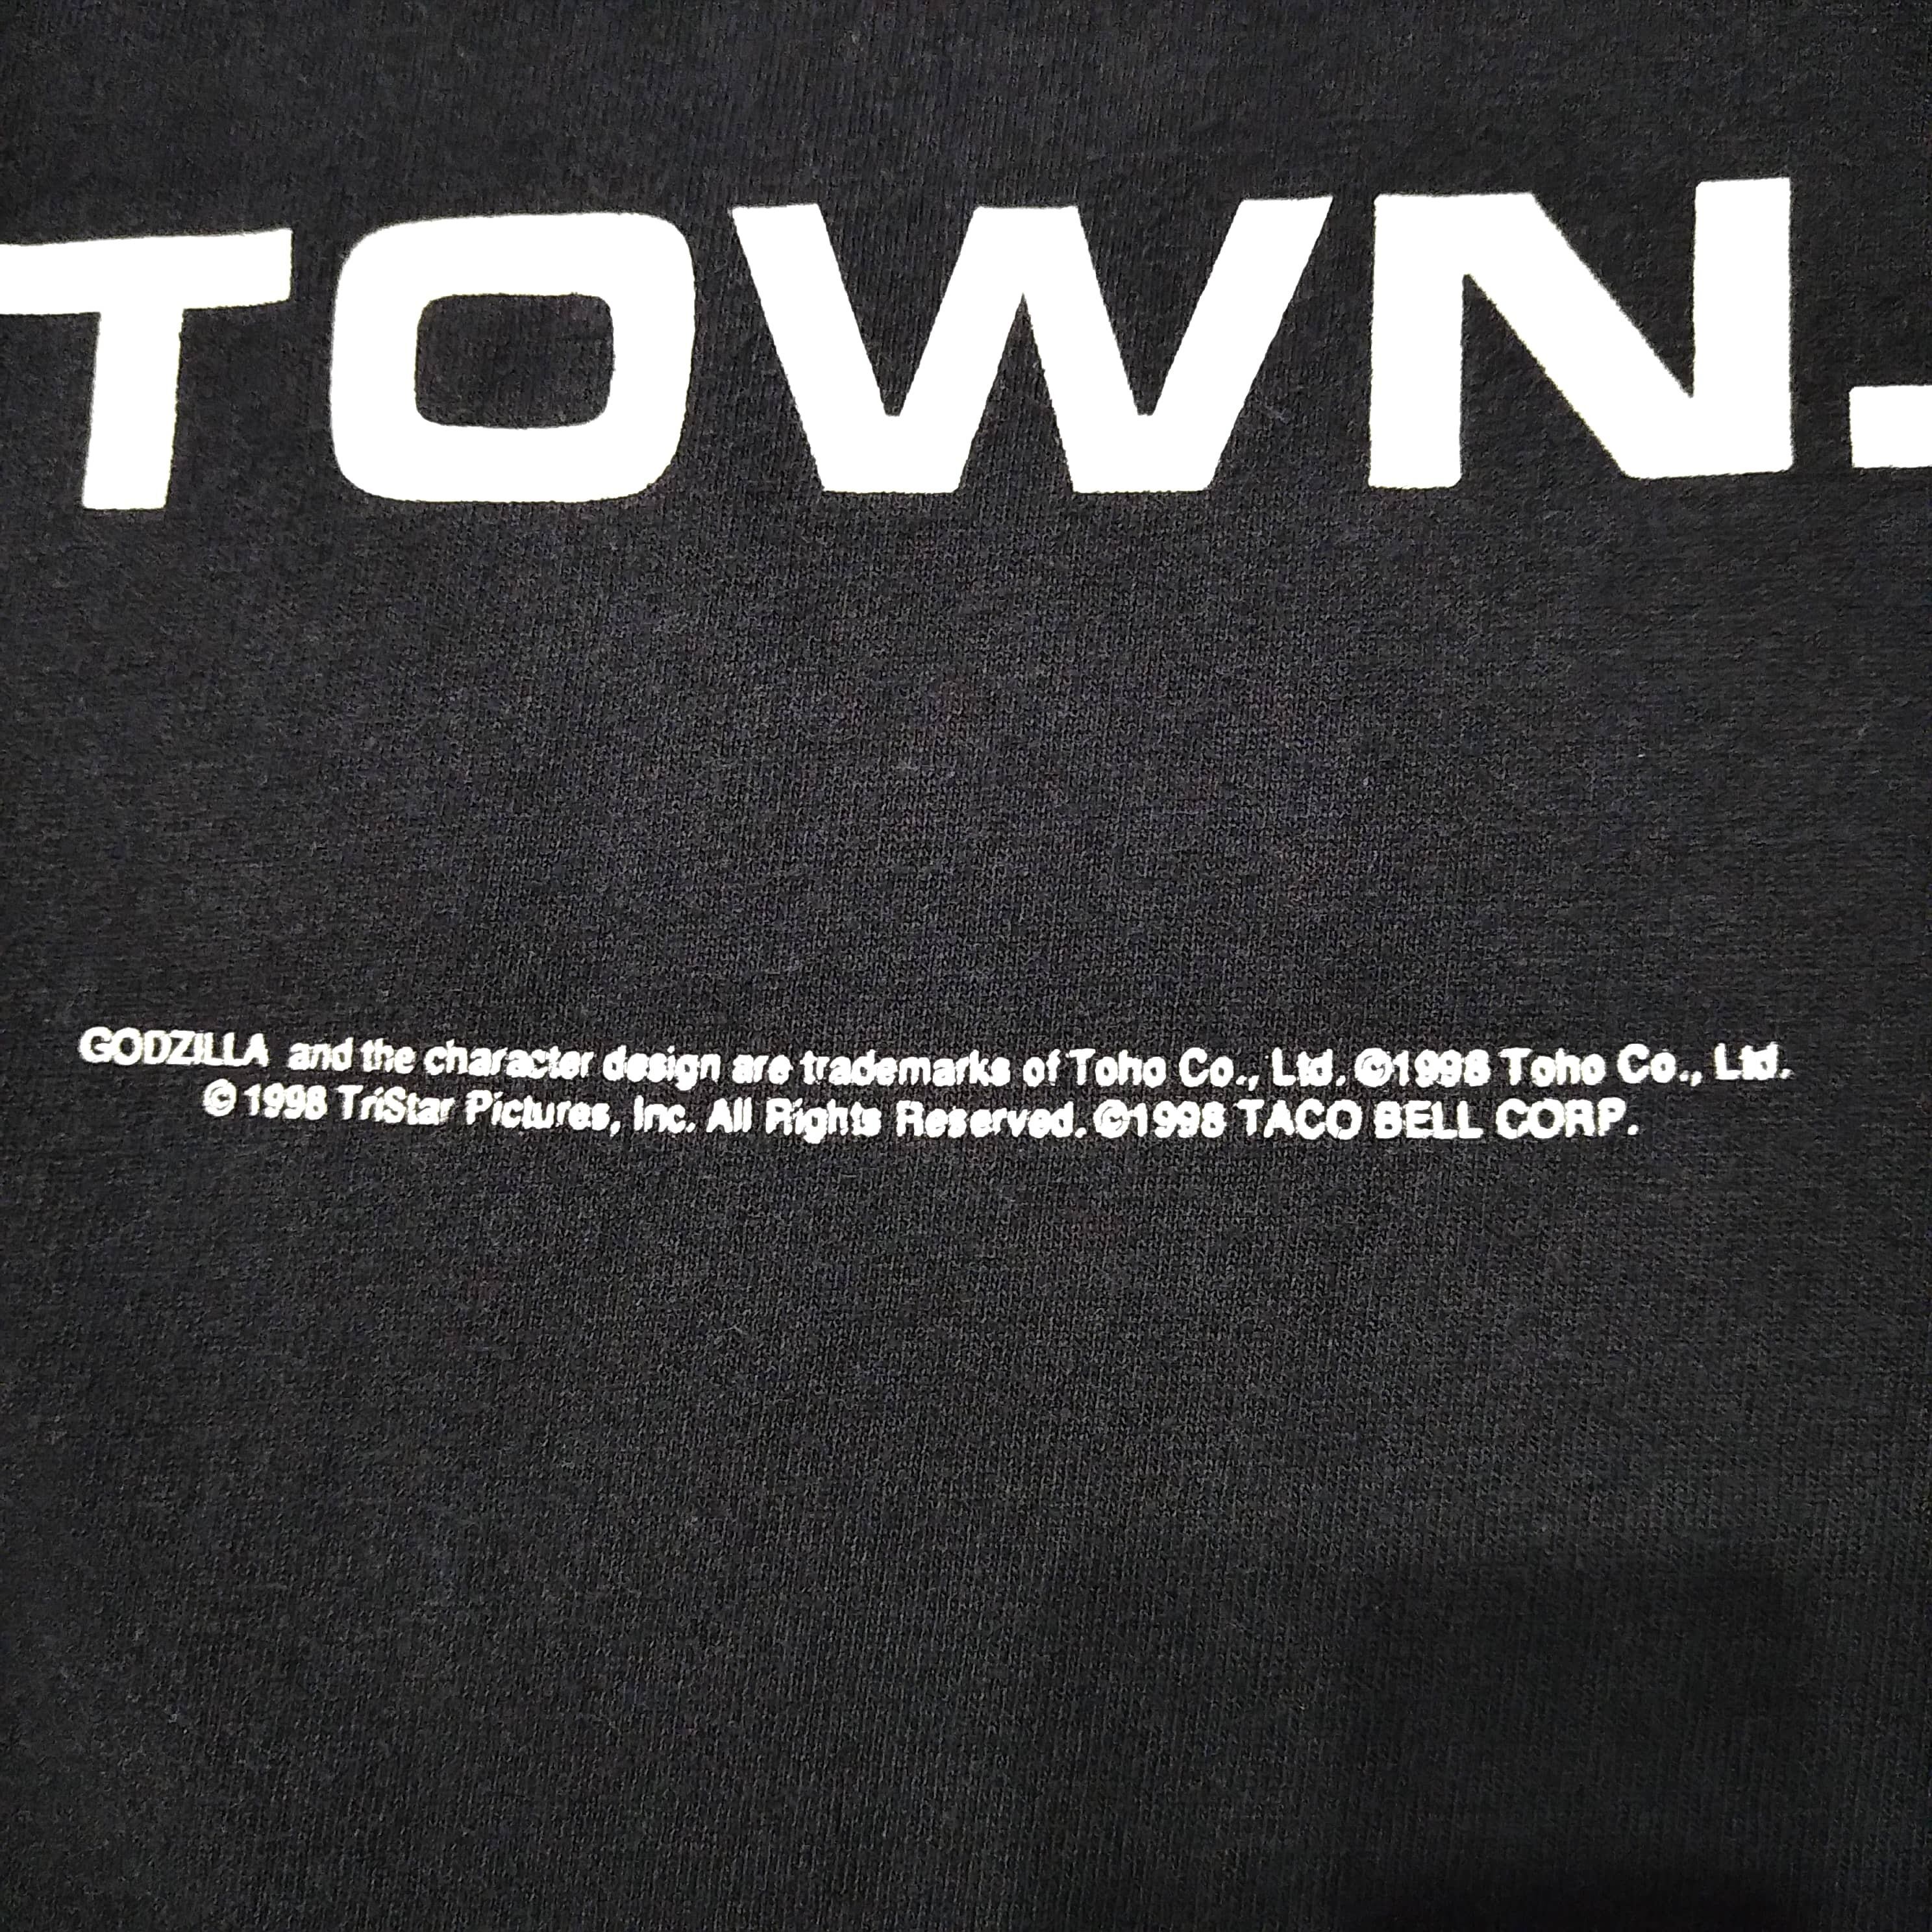 TOWN.
GODZILLA and the character design are trademarks of Toho Co., Ltd. ©1998 Toho Co., Ltd.
©1998 TriStar Pictures, Inc. All Rights Reserved. ©1998 TACO BELL CORP.